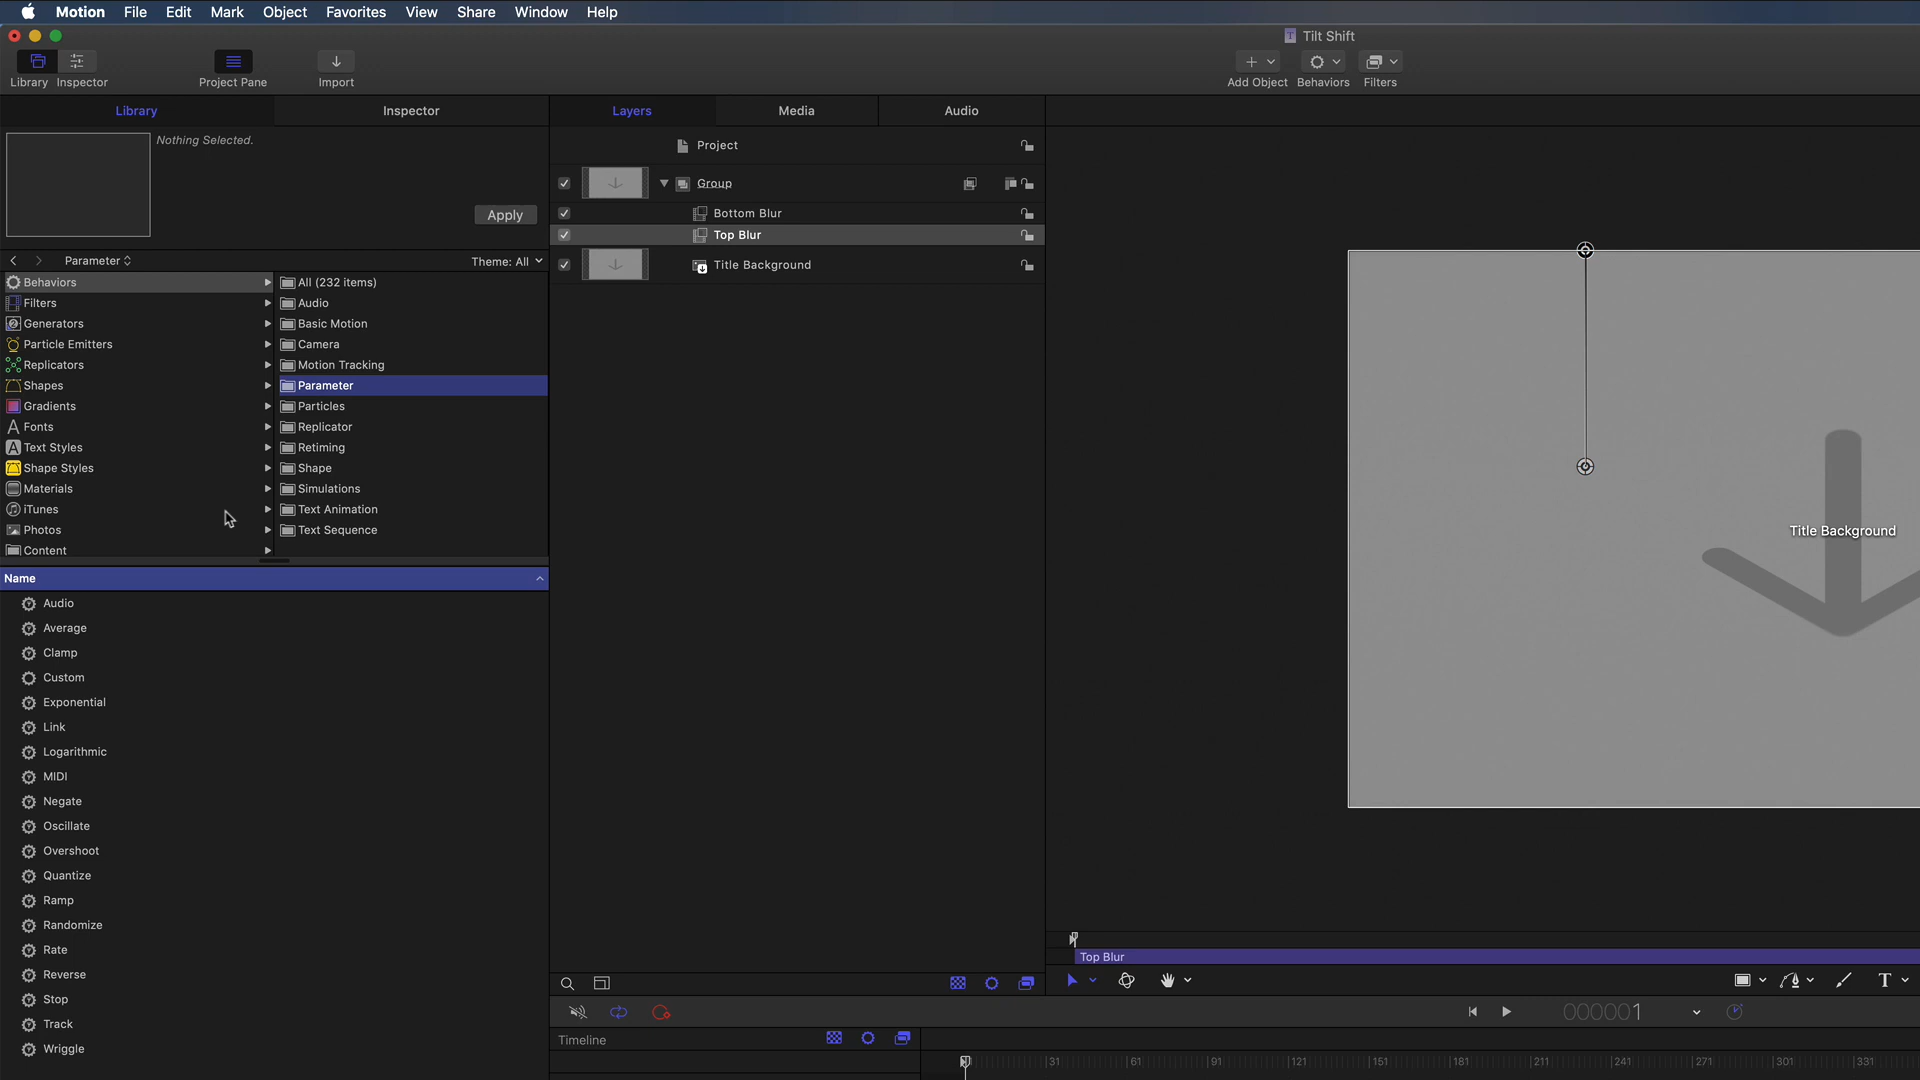 Motion File Edit Mark Object Favorites View Share Window Help
Tilt Shift
Library Inspector Project Pane Import Add Object Behaviors Filters
Library Inspector Layers Media Audio
Nothing Selected.
Apply
Parameter Theme: All
Behaviors
Filters
Generators
Particle Emitters
Replicators
Shapes
Gradients
Fonts
Text Styles
Shape Styles
Materials
iTunes
Photos
Content
All (232 items)
Audio
Basic Motion
Camera
Motion Tracking
Parameter
Particles
Replicator
Retiming
Shape
Simulations
Text Animation
Text Sequence
Name
Audio
Average
Clamp
Custom
Exponential
Link
Logarithmic
MIDI
Negate
Oscillate
Overshoot
Quantize
Ramp
Randomize
Rate
Reverse
Stop
Track
Wriggle
Project
Group
Bottom Blur
Top Blur
Title Background
Title Background
Top Blur
000001
Timeline
31 61 91 121 151 181 211 241 271 301 331